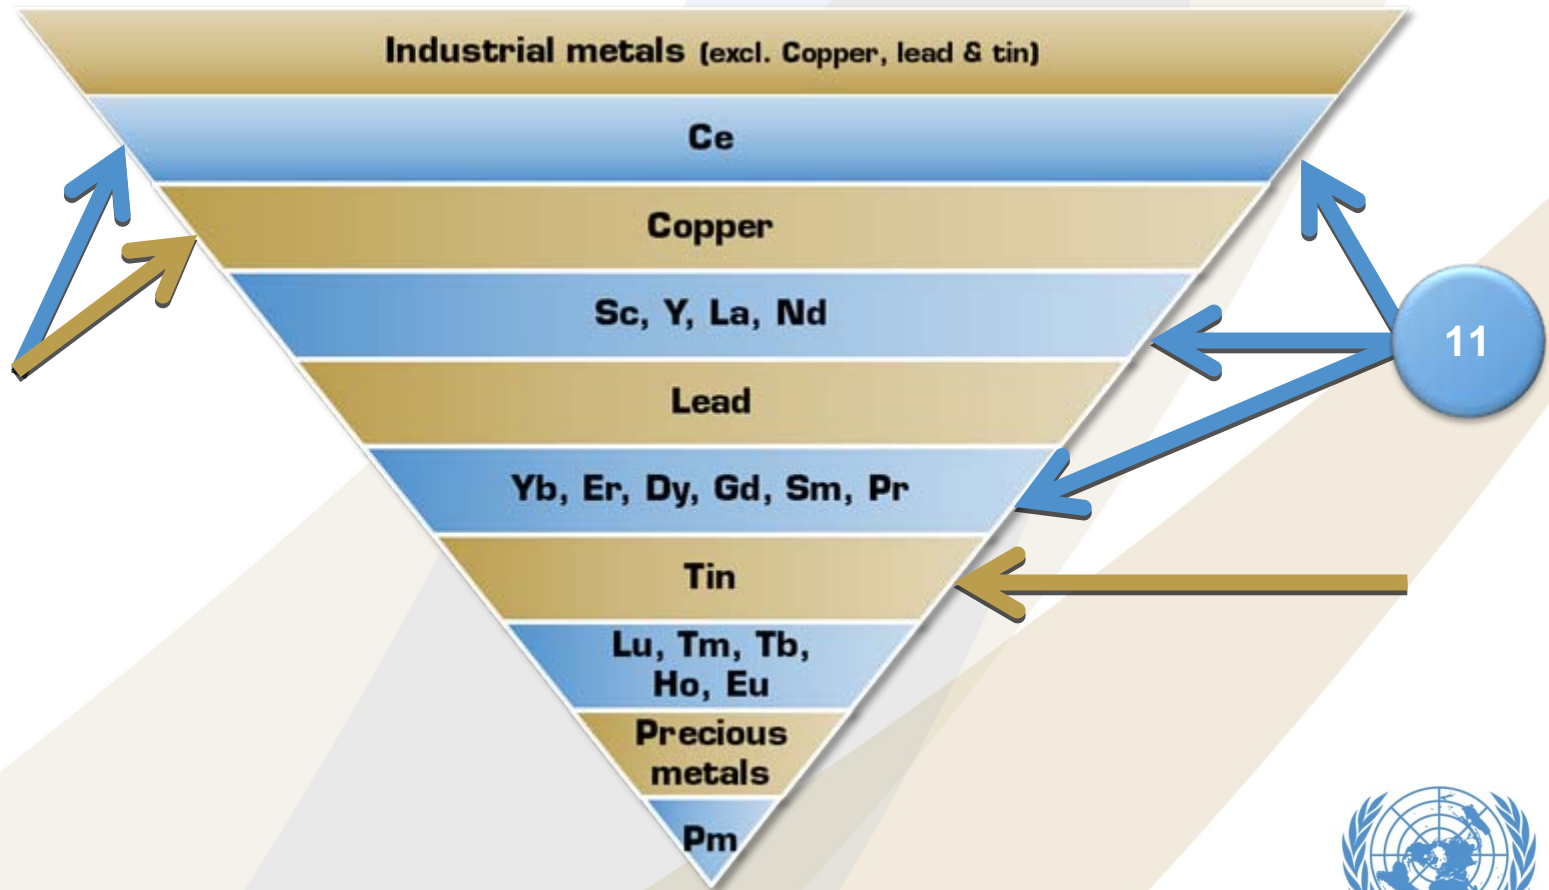 Industrial metals (excl. Copper, lead & tin)
Ce
Copper
Sc, Y, La, Nd
11
Lead
Yb, Er, Dy, Gd, Sm, Pr
Tin
Lu, Tm, Tb,
Ho, Eu
Precious
metals
Pm